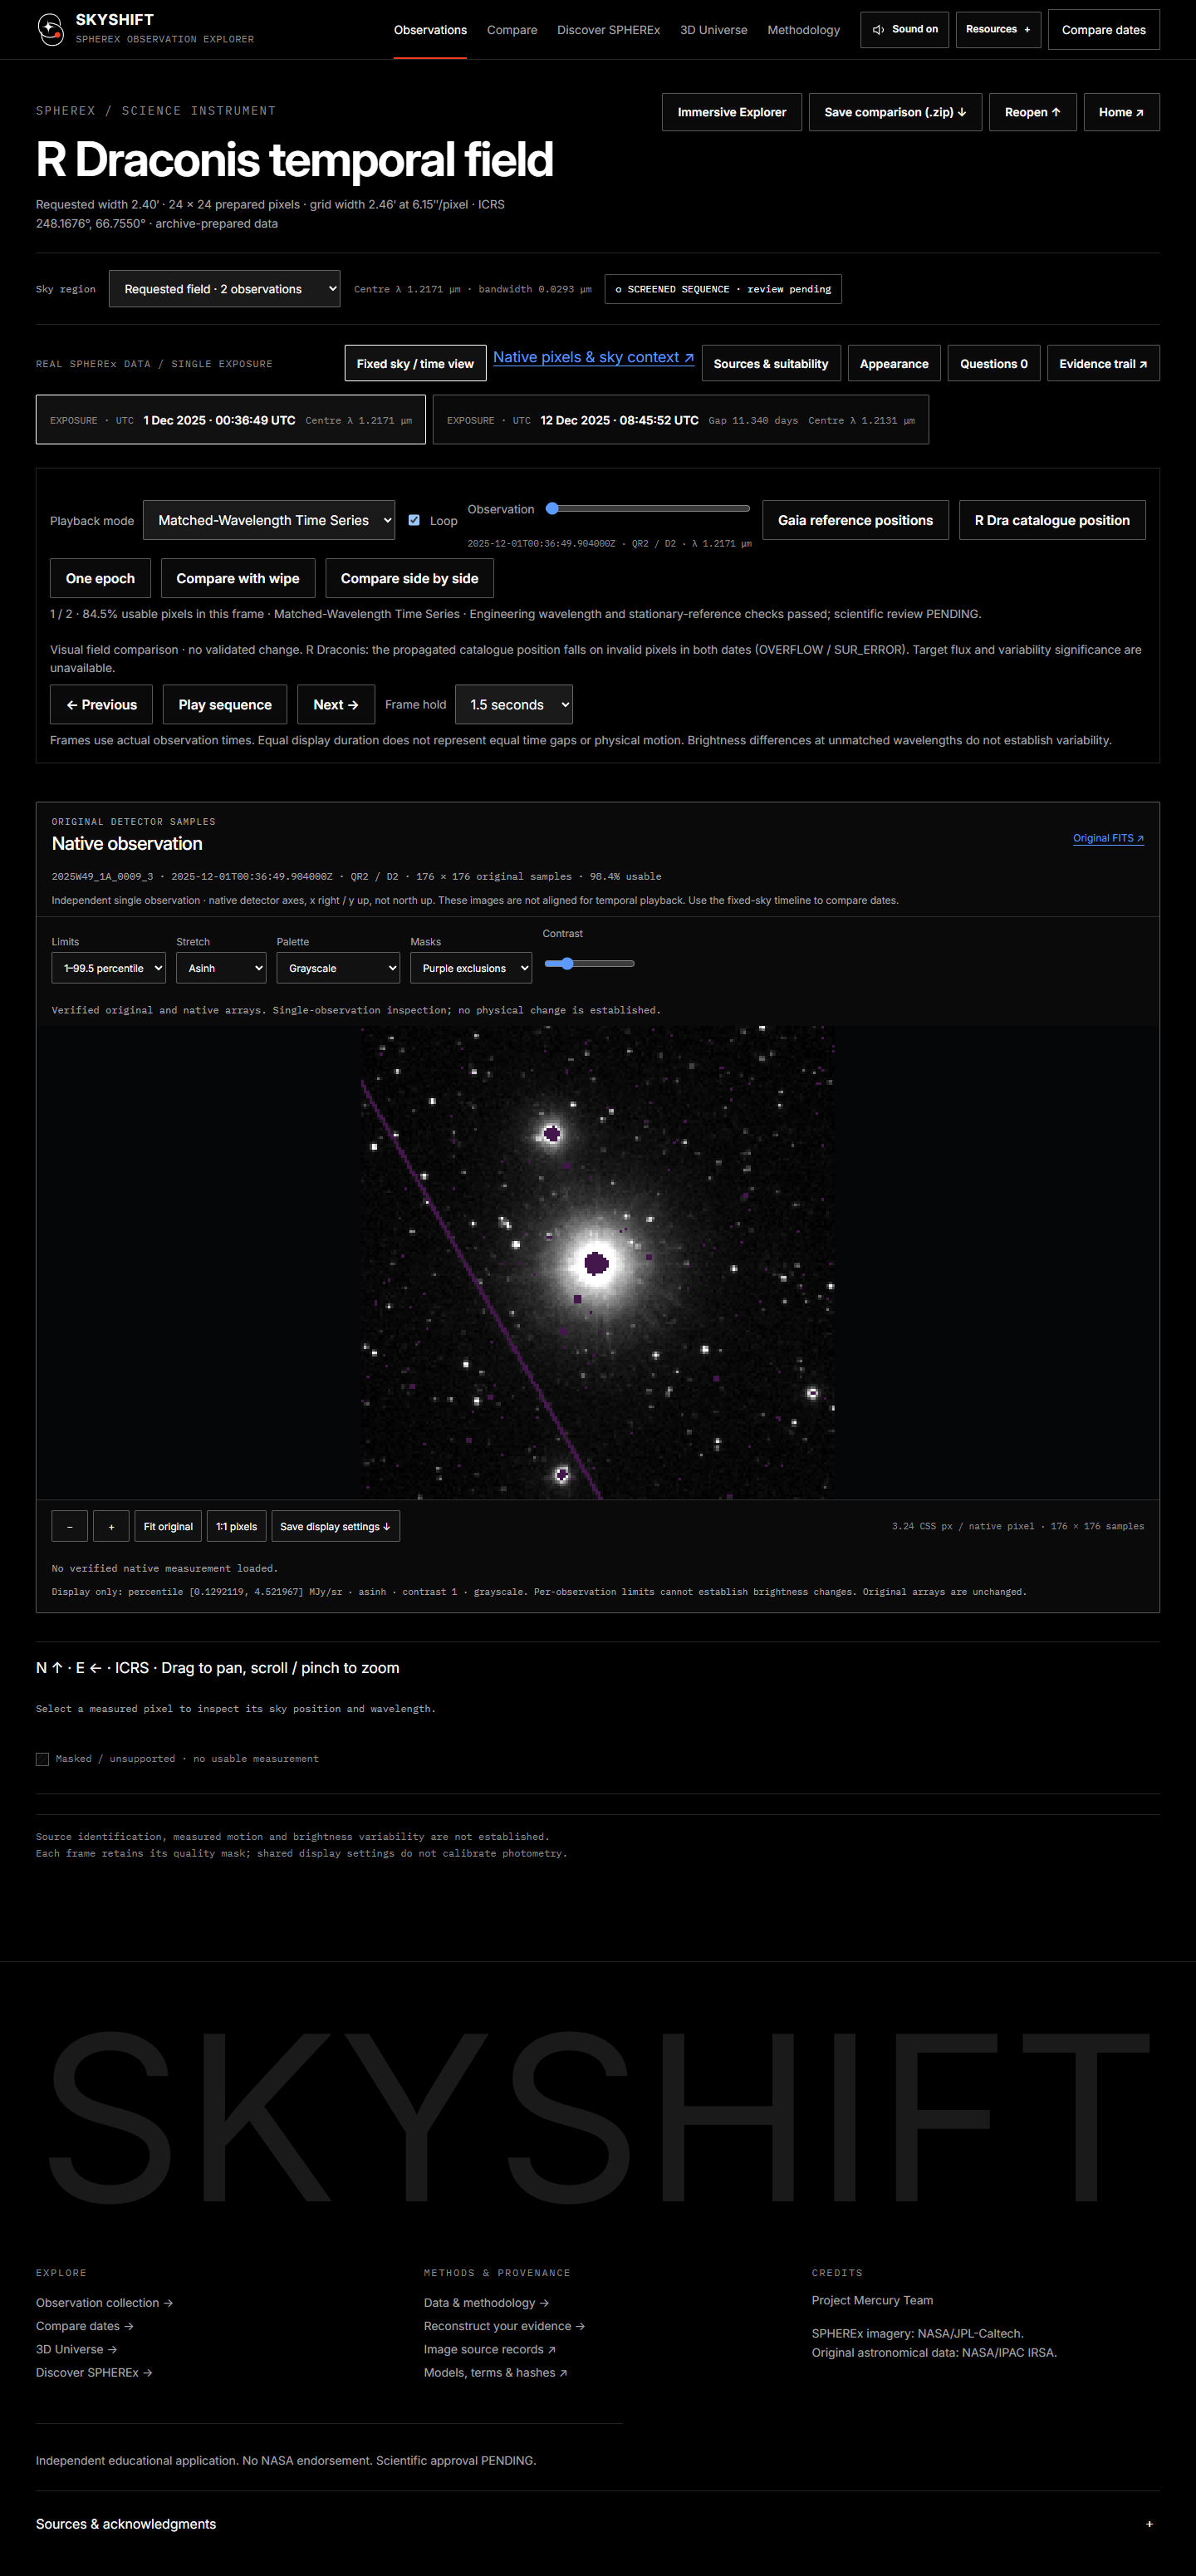 SKYSHIFT
SPHEREX OBSERVATION EXPLORER
Observations
Compare
Discover SPHEREx
3D Universe
Methodology
Sound on
Resources +
Compare dates
SPHEREX / SCIENCE INSTRUMENT
Immersive Explorer
Save comparison (.zip) ↓
Reopen ↑
Home ↗
R Draconis temporal field
Requested width 2.40′ · 24 × 24 prepared pixels · grid width 2.46′ at 6.15″/pixel · ICRS
248.1676°, 66.7550° · archive-prepared data
Sky region
Requested field · 2 observations
Centre λ 1.2171 µm · bandwidth 0.0293 µm
o SCREENED SEQUENCE · review pending
REAL SPHEREx DATA / SINGLE EXPOSURE
Fixed sky / time view
Native pixels & sky context ↗
Sources & suitability
Appearance
Questions 0
Evidence trail ↗
EXPOSURE · UTC 1 Dec 2025 · 00:36:49 UTC Centre λ 1.2171 µm
EXPOSURE · UTC 12 Dec 2025 · 08:45:52 UTC Gap 11.340 days Centre λ 1.2131 µm
Playback mode
Matched-Wavelength Time Series
Loop
Observation
2025-12-01T00:36:49.904000Z · QR2 / D2 · λ 1.2171 µm
Gaia reference positions
R Dra catalogue position
One epoch
Compare with wipe
Compare side by side
1 / 2 · 84.5% usable pixels in this frame · Matched-Wavelength Time Series · Engineering wavelength and stationary-reference checks passed; scientific review PENDING.
Visual field comparison · no validated change. R Draconis: the propagated catalogue position falls on invalid pixels in both dates (OVERFLOW / SUR_ERROR). Target flux and variability significance are
unavailable.
← Previous
Play sequence
Next →
Frame hold
1.5 seconds
Frames use actual observation times. Equal display duration does not represent equal time gaps or physical motion. Brightness differences at unmatched wavelengths do not establish variability.
ORIGINAL DETECTOR SAMPLES
Native observation
Original FITS ↗
2025W49_1A_0009_3 · 2025-12-01T00:36:49.904000Z · QR2 / D2 · 176 × 176 original samples · 98.4% usable
Independent single observation · native detector axes, x right / y up, not north up. These images are not aligned for temporal playback. Use the fixed-sky timeline to compare dates.
Limits
Stretch
Palette
Masks
Contrast
1–99.5 percentile
Asinh
Grayscale
Purple exclusions
Verified original and native arrays. Single-observation inspection; no physical change is established.
−
+
Fit original
1:1 pixels
Save display settings ↓
3.24 CSS px / native pixel · 176 × 176 samples
No verified native measurement loaded.
Display only: percentile [0.1292119, 4.521967] MJy/sr · asinh · contrast 1 · grayscale. Per-observation limits cannot establish brightness changes. Original arrays are unchanged.
N ↑ · E ← · ICRS · Drag to pan, scroll / pinch to zoom
Select a measured pixel to inspect its sky position and wavelength.
Masked / unsupported · no usable measurement
Source identification, measured motion and brightness variability are not established.
Each frame retains its quality mask; shared display settings do not calibrate photometry.
SKYSHIFT
EXPLORE
Observation collection →
Compare dates →
3D Universe →
Discover SPHEREx →
METHODS & PROVENANCE
Data & methodology →
Reconstruct your evidence →
Image source records ↗
Models, terms & hashes ↗
CREDITS
Project Mercury Team
SPHEREx imagery: NASA/JPL-Caltech.
Original astronomical data: NASA/IPAC IRSA.
Independent educational application. No NASA endorsement. Scientific approval PENDING.
Sources & acknowledgments
+